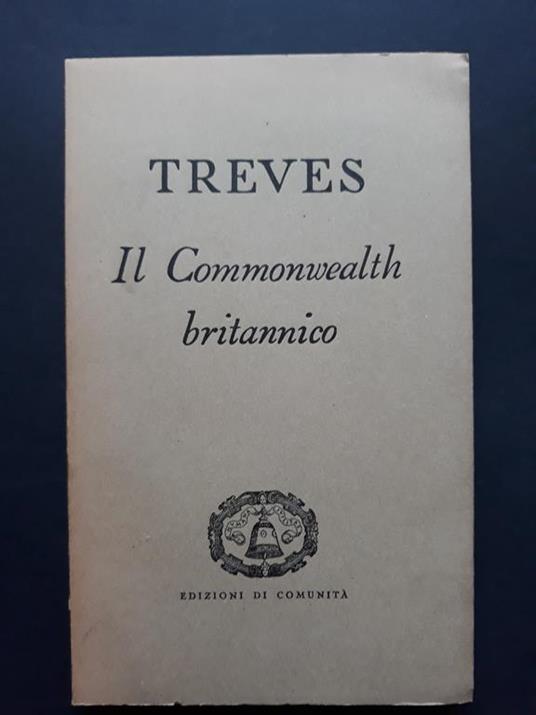 TREVES
Il Commonwealth
britannico
EDIZIONI DI COMUNITÀ